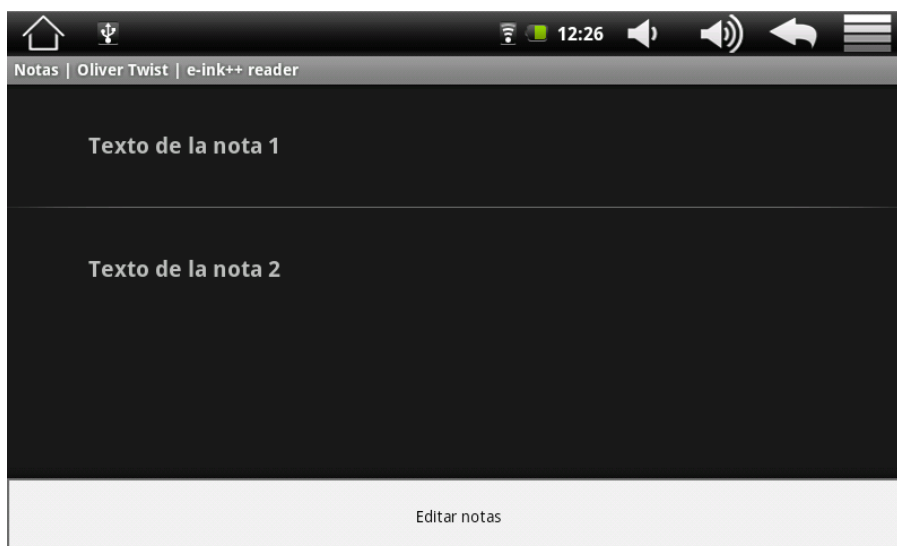 12:26
Notas | Oliver Twist | e-ink++ reader
Texto de la nota 1
Texto de la nota 2
Editar notas